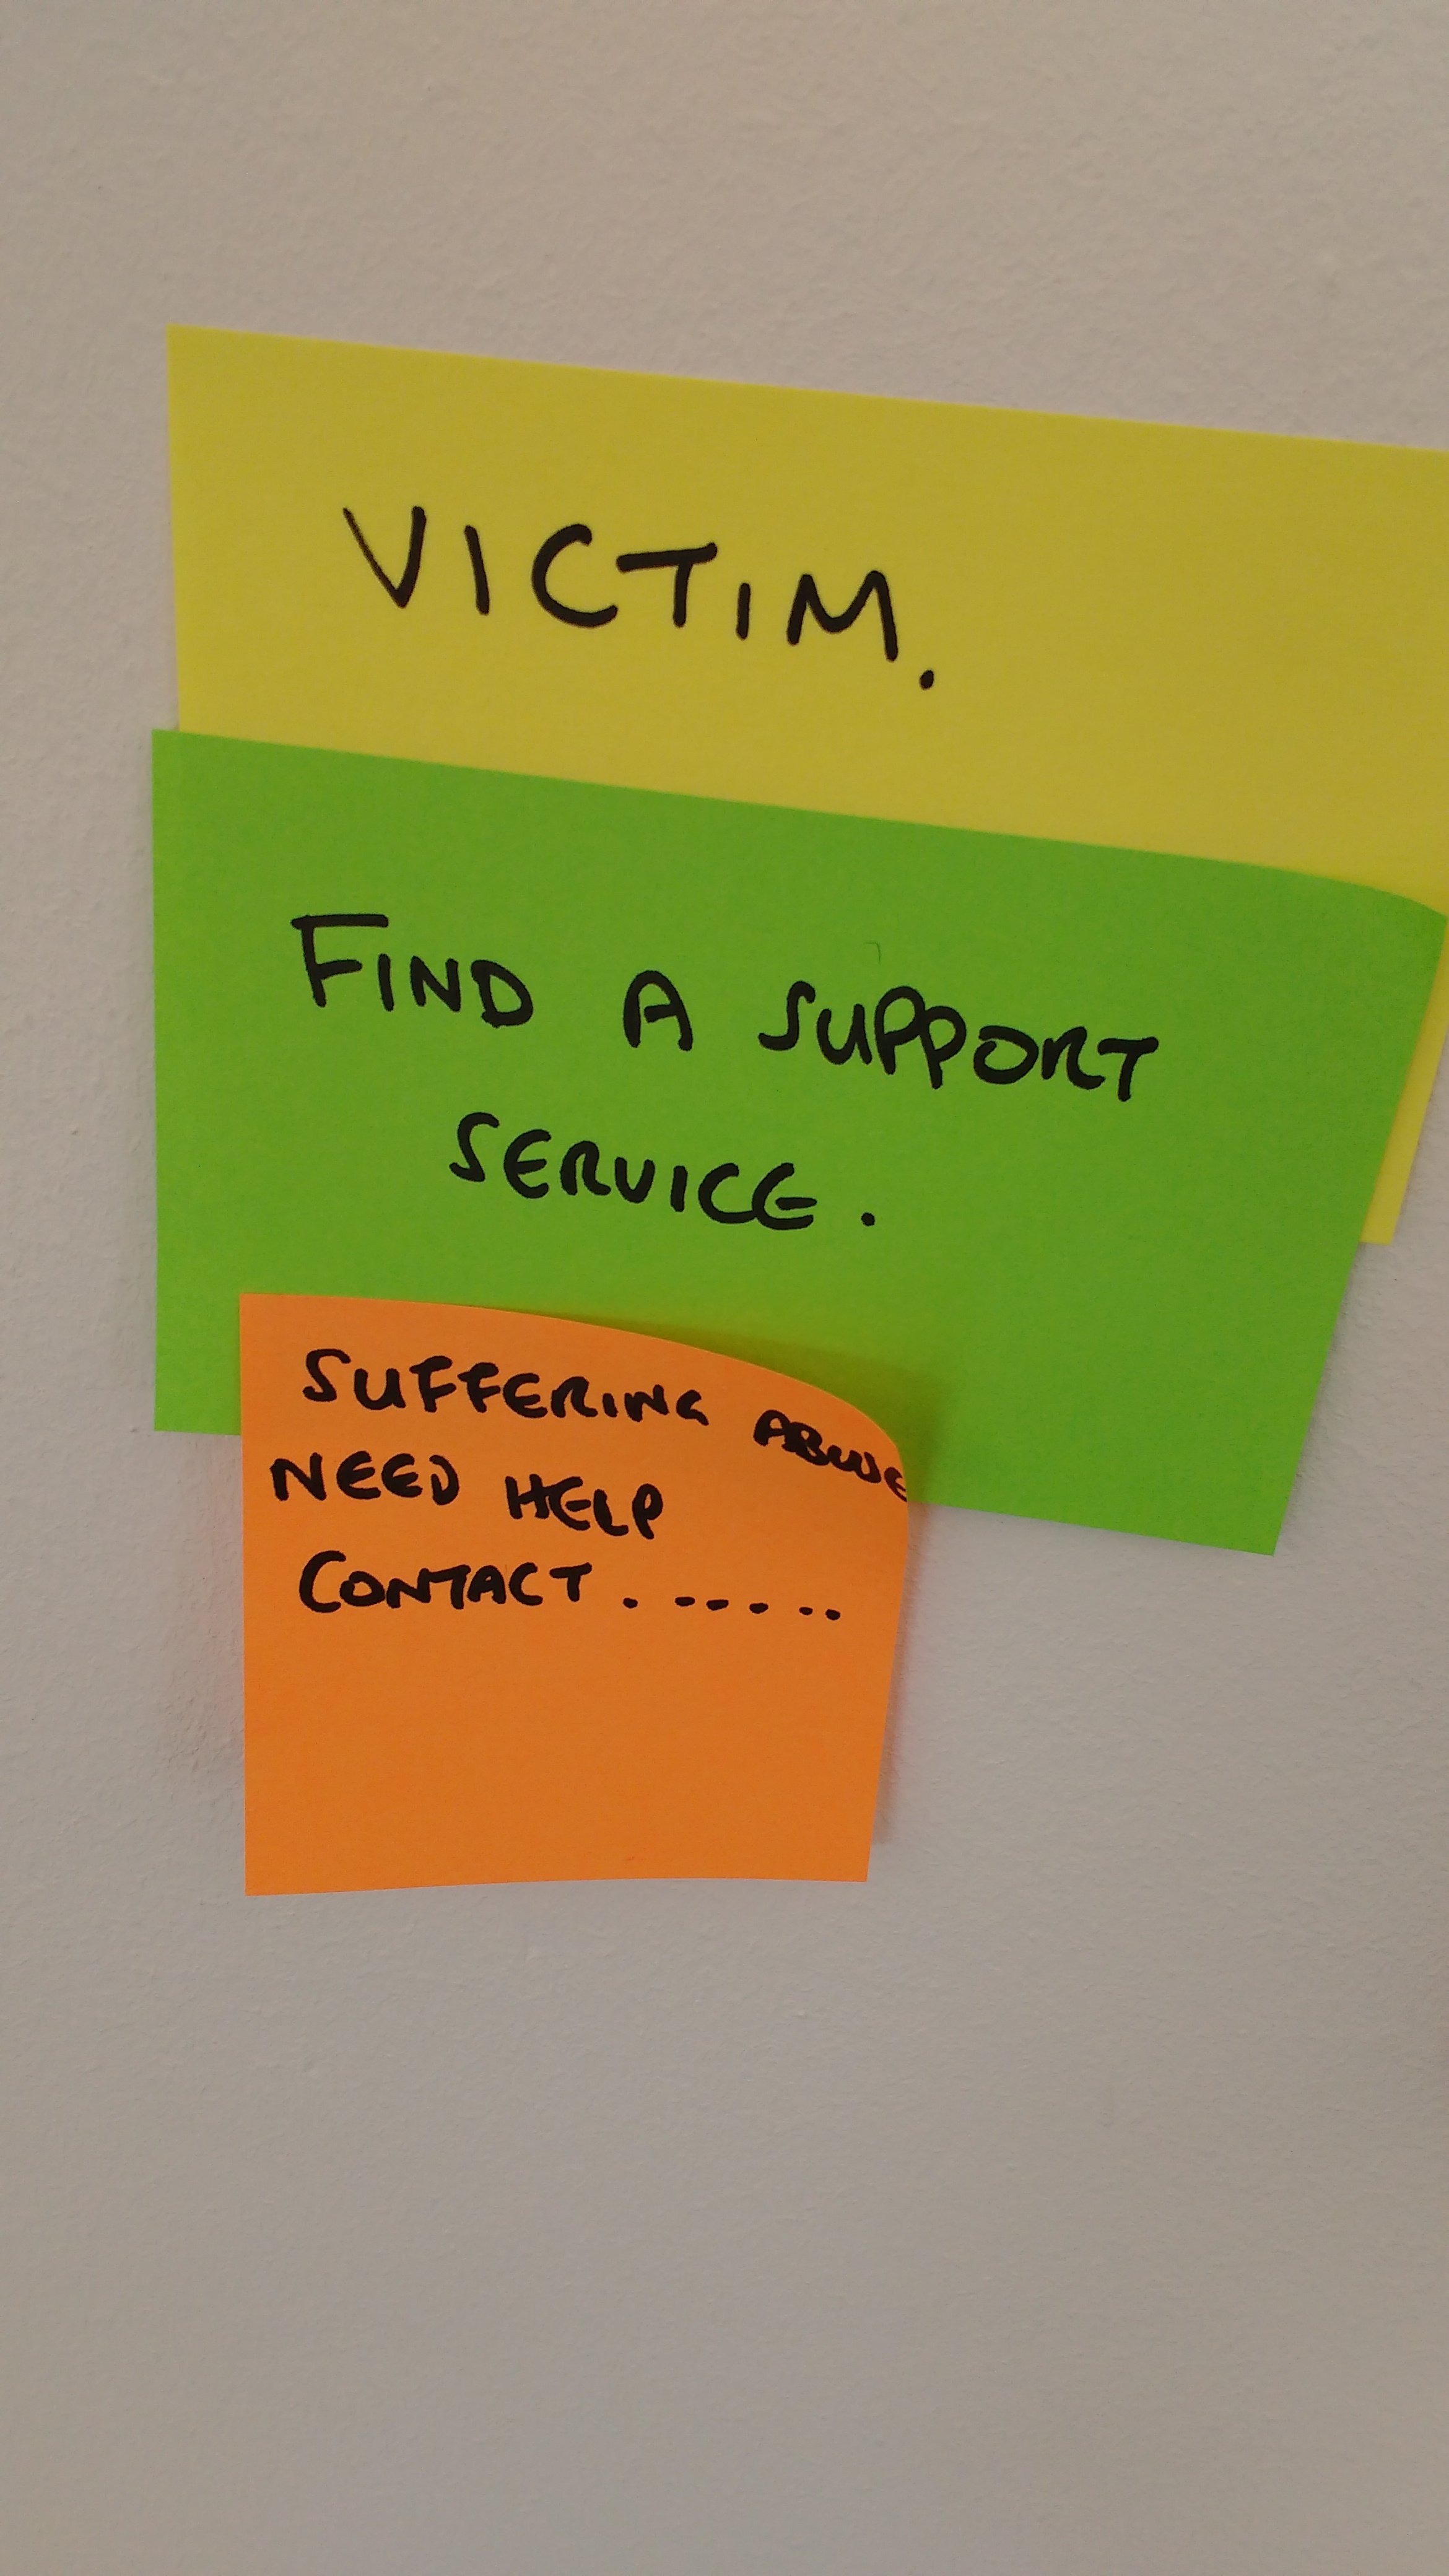 VICTIM.
FIND A SUPPORT
SERVICE.
SUFFERING ABUSE
NEED HELP
CONTACT.......